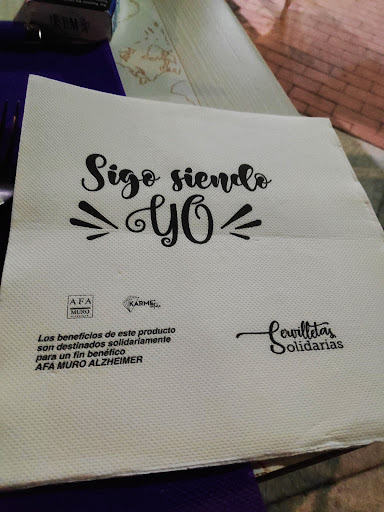 Sigo siendo
YO
AFA
MURO
KARME
Los beneficios de este producto
son destinados solidariamente
para un fin benéfico
AFA MURO ALZHEIMER
Servilletas
Solidarias